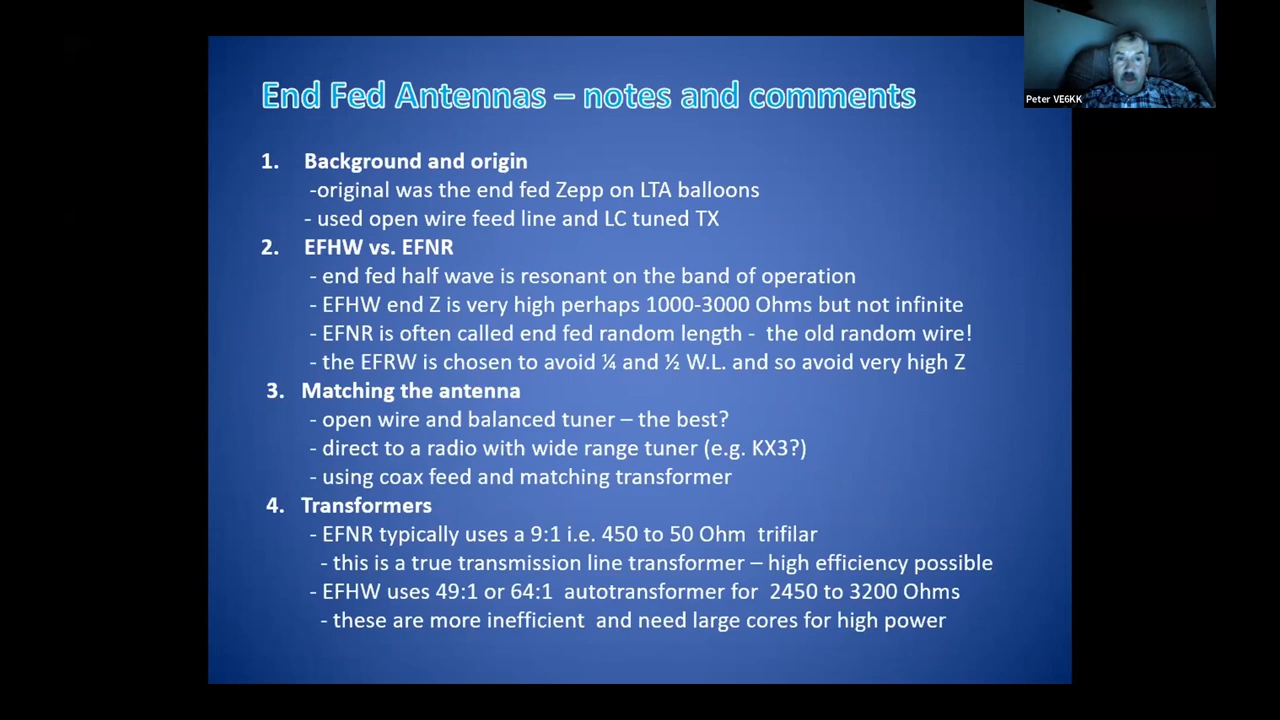 End Fed Antennas – notes and comments
Peter VE6KK
1. Background and origin
-original was the end fed Zepp on LTA balloons
- used open wire feed line and LC tuned TX
2. EFHW vs. EFNR
- end fed half wave is resonant on the band of operation
- EFHW end Z is very high perhaps 1000-3000 Ohms but not infinite
- EFNR is often called end fed random length - the old random wire!
- the EFRW is chosen to avoid ¼ and ½ W.L. and so avoid very high Z
3. Matching the antenna
- open wire and balanced tuner – the best?
- direct to a radio with wide range tuner (e.g. KX3?)
- using coax feed and matching transformer
4. Transformers
- EFNR typically uses a 9:1 i.e. 450 to 50 Ohm trifilar
- this is a true transmission line transformer – high efficiency possible
- EFHW uses 49:1 or 64:1 autotransformer for 2450 to 3200 Ohms
- these are more inefficient and need large cores for high power